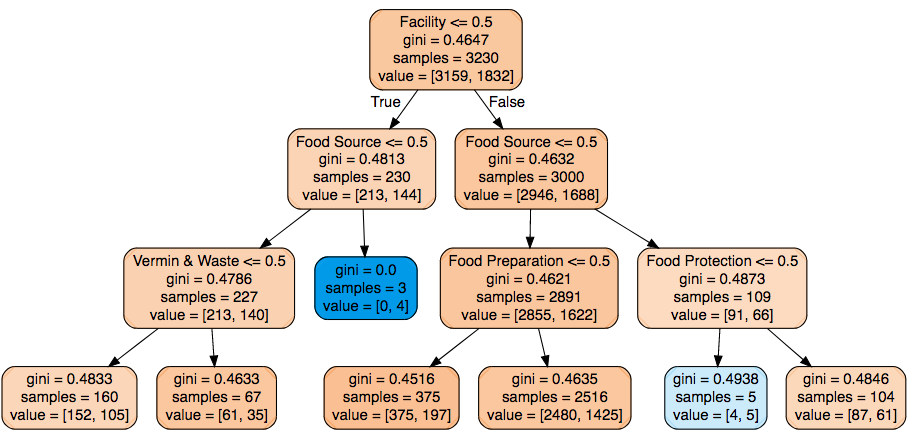 Facility <= 0.5
gini = 0.4647
samples = 3230
value = [3159, 1832]
True
False
Food Source <= 0.5
gini = 0.4813
samples = 230
value = [213, 144]
Food Source <= 0.5
gini = 0.4632
samples = 3000
value = [2946, 1688]
Vermin & Waste <= 0.5
gini = 0.4786
samples = 227
value = [213, 140]
gini = 0.0
samples = 3
value = [0, 4]
Food Preparation <= 0.5
gini = 0.4621
samples = 2891
value = [2855, 1622]
Food Protection <= 0.5
gini = 0.4873
samples = 109
value = [91, 66]
gini = 0.4833
samples = 160
value = [152, 105]
gini = 0.4633
samples = 67
value = [61, 35]
gini = 0.4516
samples = 375
value = [375, 197]
gini = 0.4635
samples = 2516
value = [2480, 1425]
gini = 0.4938
samples = 5
value = [4, 5]
gini = 0.4846
samples = 104
value = [87, 61]